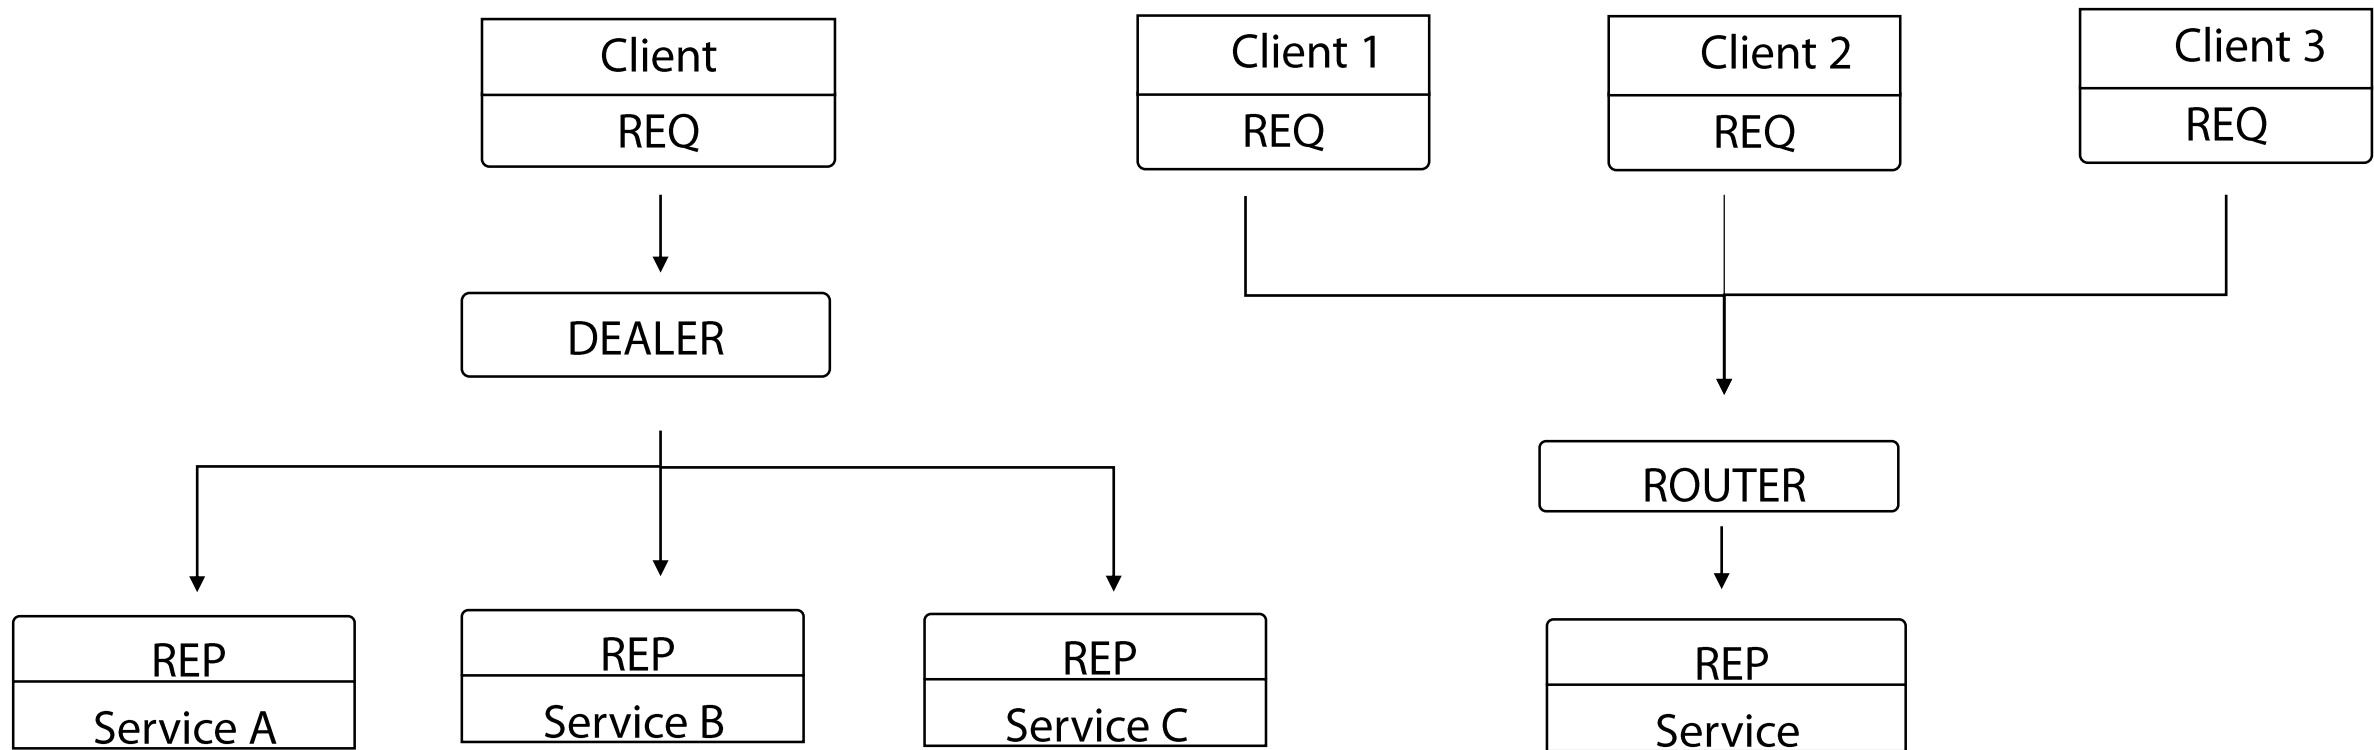 Client
REQ
DEALER
REP
Service A
REP
Service B
REP
Service C
Client 1
REQ
Client 2
REQ
Client 3
REQ
ROUTER
REP
Service